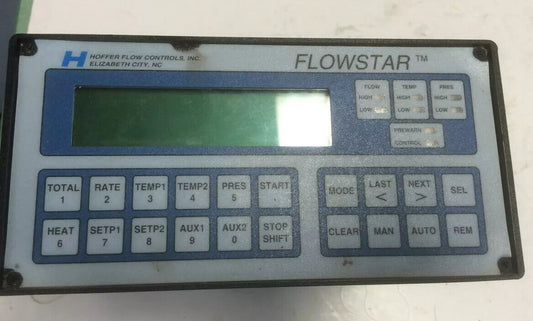 H HOFFER FLOW CONTROLS, INC.
ELIZABETH CITY, NC
FLOWSTAR™
FLOW TEMP PRES
HIGH HIGH HIGH
LOW LOW LOW
PREWARN
CONTROL
TOTAL RATE TEMP1 TEMP2 PRES START
1 2 3 4 5
HEAT SETP1 SETP2 AUX1 AUX2 STOP
6 7 8 9 0 SHIFT
MODE LAST NEXT SEL
< >
CLEAR MAN AUTO REM